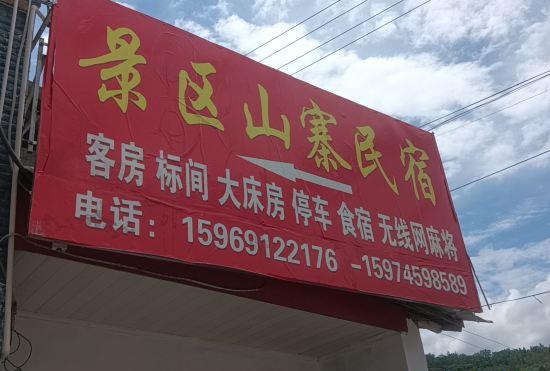 景区山寨民宿
客房 标间 大床房 停车 食宿 无线网麻将
电话：15969122176-15974598589